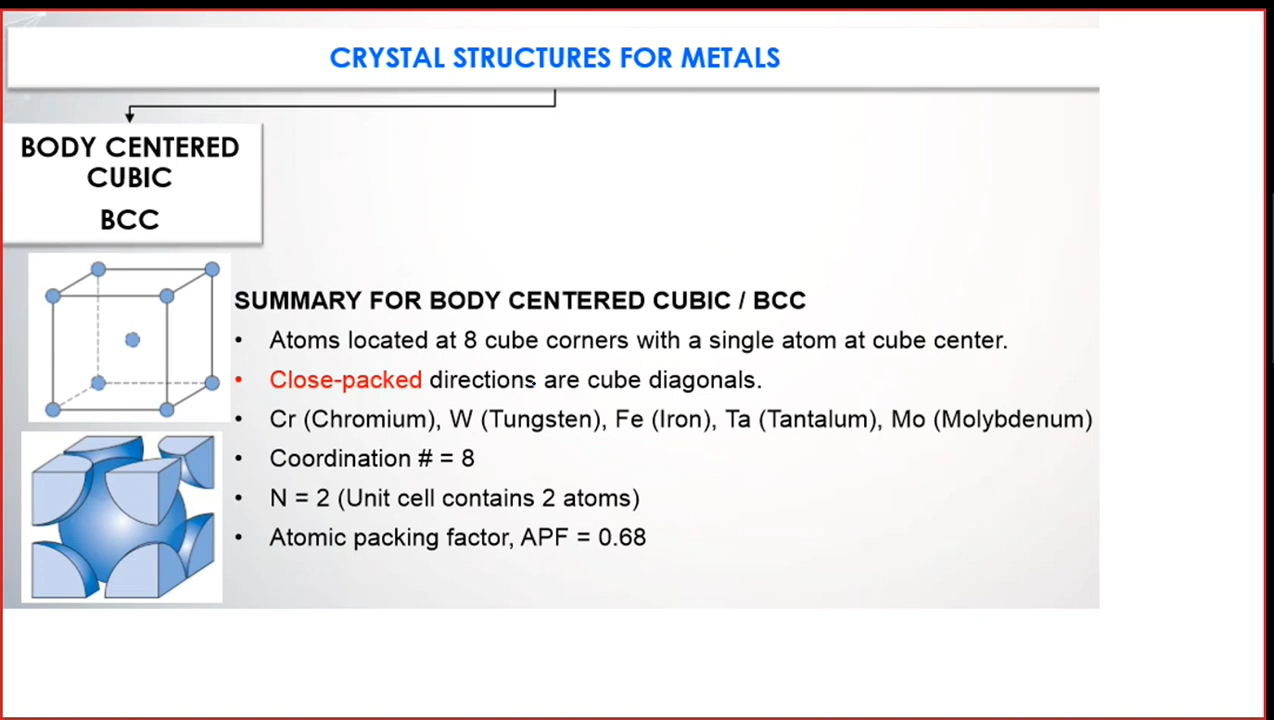 CRYSTAL STRUCTURES FOR METALS
BODY CENTERED
CUBIC
BCC
SUMMARY FOR BODY CENTERED CUBIC / BCC
• Atoms located at 8 cube corners with a single atom at cube center.
• Close-packed directions are cube diagonals.
• Cr (Chromium), W (Tungsten), Fe (Iron), Ta (Tantalum), Mo (Molybdenum)
• Coordination # = 8
• N = 2 (Unit cell contains 2 atoms)
• Atomic packing factor, APF = 0.68